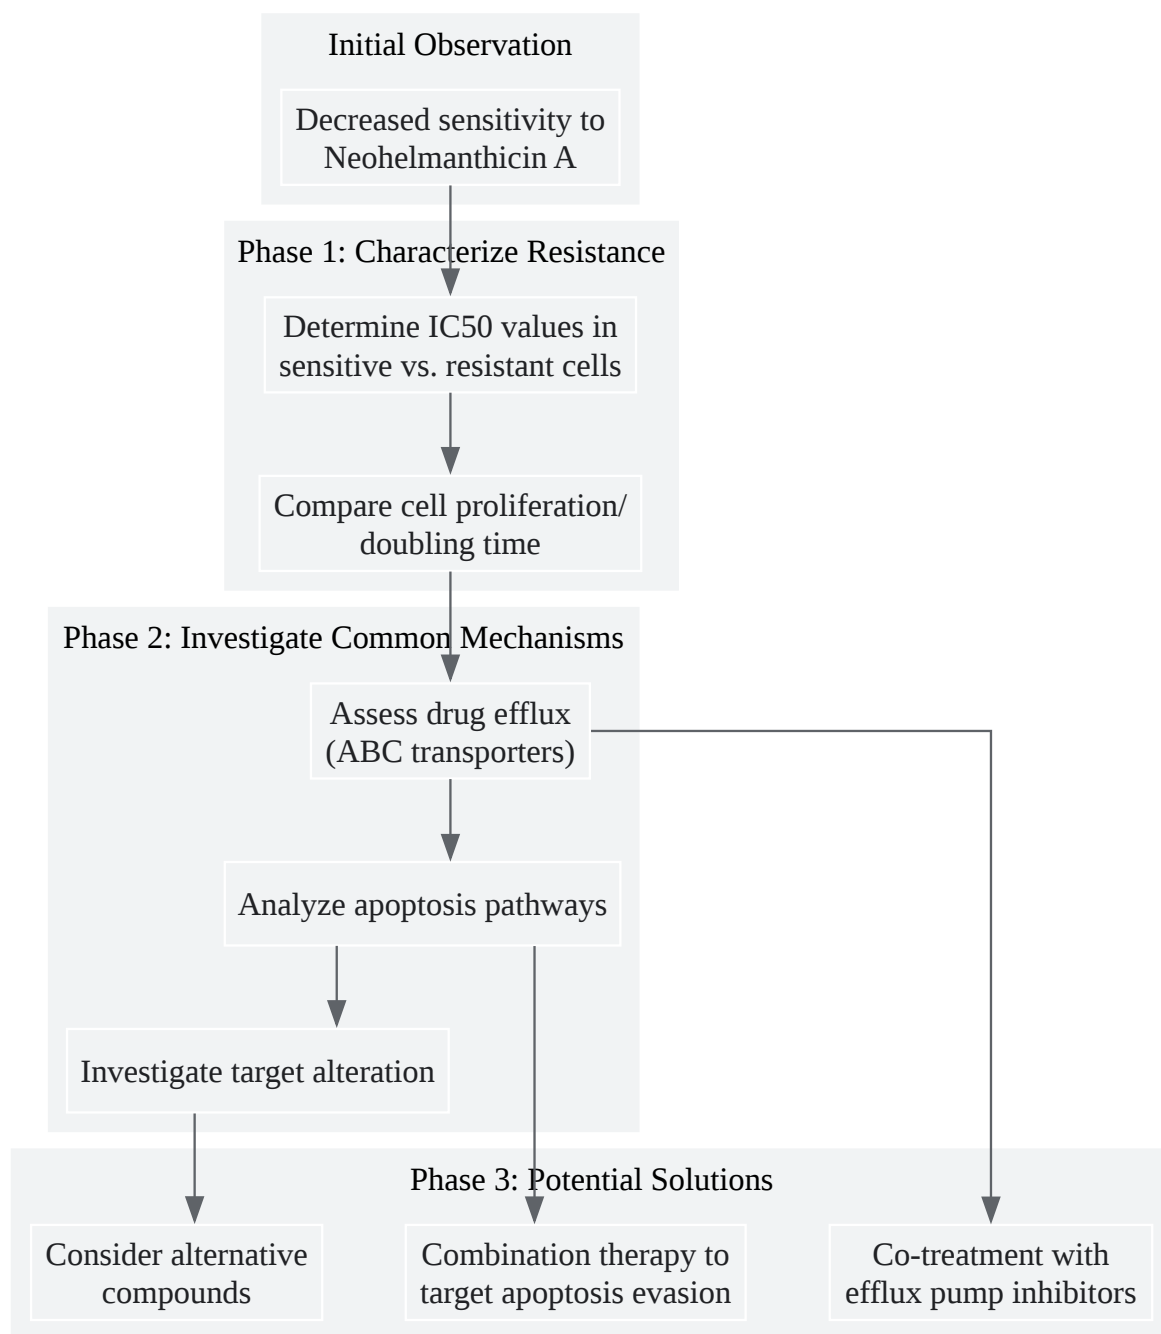 Initial Observation
Decreased sensitivity to
Neohelmanthicin A
Phase 1: Characterize Resistance
Determine IC50 values in
sensitive vs. resistant cells
Compare cell proliferation/
doubling time
Phase 2: Investigate Common Mechanisms
Assess drug efflux
(ABC transporters)
Analyze apoptosis pathways
Investigate target alteration
Phase 3: Potential Solutions
Consider alternative
compounds
Combination therapy to
target apoptosis evasion
Co-treatment with
efflux pump inhibitors